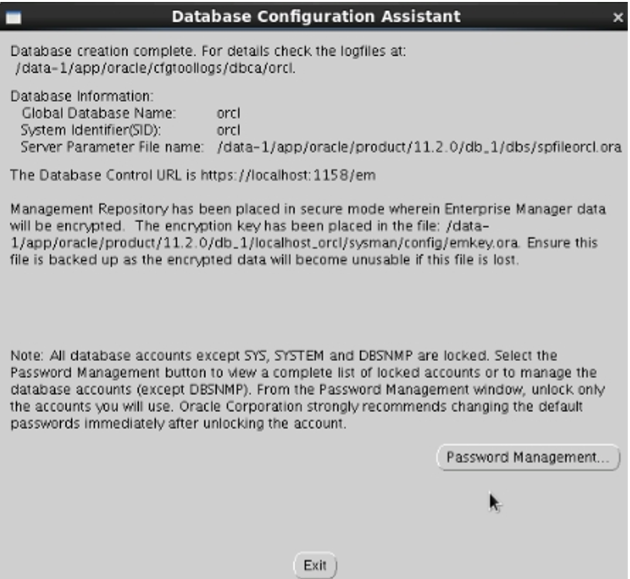 Database Configuration Assistant
Database creation complete. For details check the logfiles at:
/data-1/app/oracle/cfgtoollogs/dbca/orcl.
Database Information:
Global Database Name: orcl
System Identifier(SID): orcl
Server Parameter File name: /data-1/app/oracle/product/11.2.0/db_1/dbs/spfileorcl.ora
The Database Control URL is https://localhost:1158/em
Management Repository has been placed in secure mode wherein Enterprise Manager data
will be encrypted. The encryption key has been placed in the file: /data-
1/app/oracle/product/11.2.0/db_1/localhost_orcl/sysman/config/emkey.ora. Ensure this
file is backed up as the encrypted data will become unusable if this file is lost.
Note: All database accounts except SYS, SYSTEM and DBSNMP are locked. Select the
Password Management button to view a complete list of locked accounts or to manage the
database accounts (except DBSNMP). From the Password Management window, unlock only
the accounts you will use. Oracle Corporation strongly recommends changing the default
passwords immediately after unlocking the account.
Password Management...
Exit